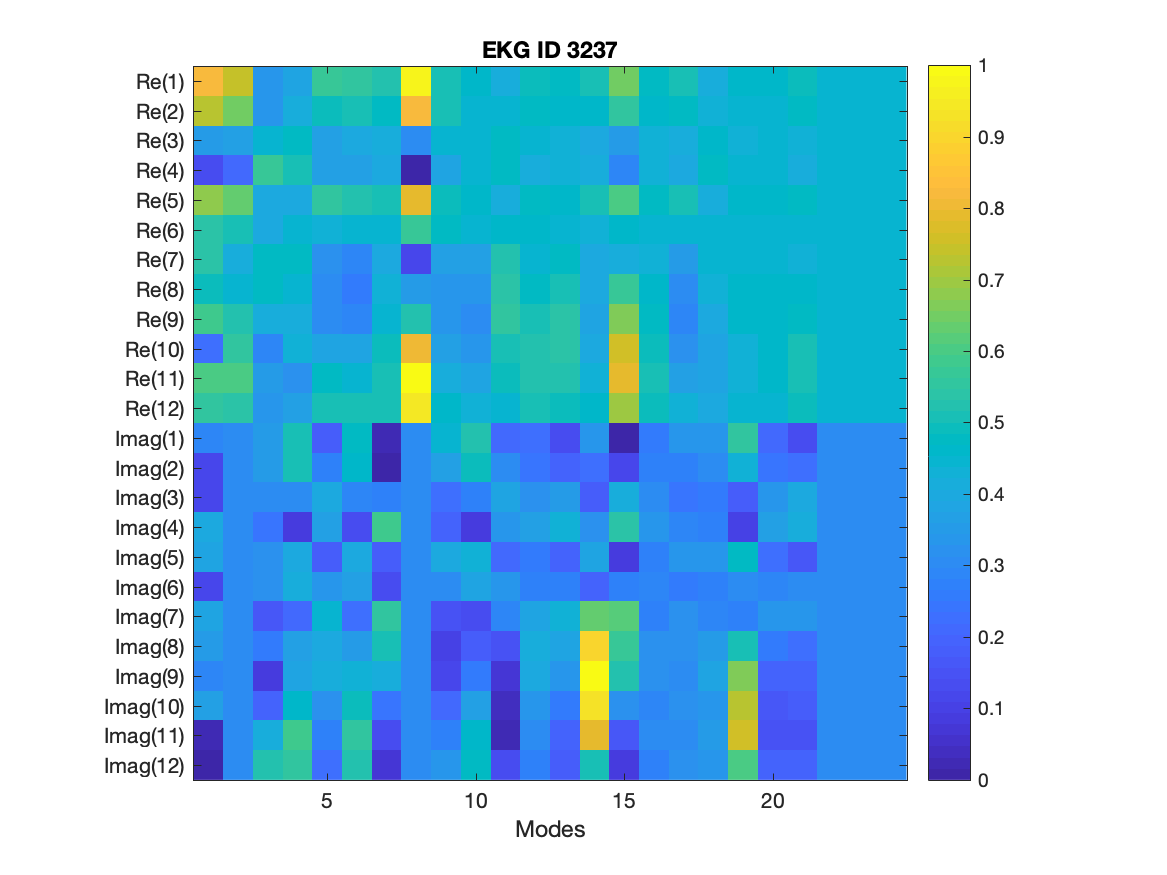 EKG ID 3237
Re(1)
Re(2)
Re(3)
Re(4)
Re(5)
Re(6)
Re(7)
Re(8)
Re(9)
Re(10)
Re(11)
Re(12)
Imag(1)
Imag(2)
Imag(3)
Imag(4)
Imag(5)
Imag(6)
Imag(7)
Imag(8)
Imag(9)
Imag(10)
Imag(11)
Imag(12)
5 10 15 20
Modes
1
0.9
0.8
0.7
0.6
0.5
0.4
0.3
0.2
0.1
0